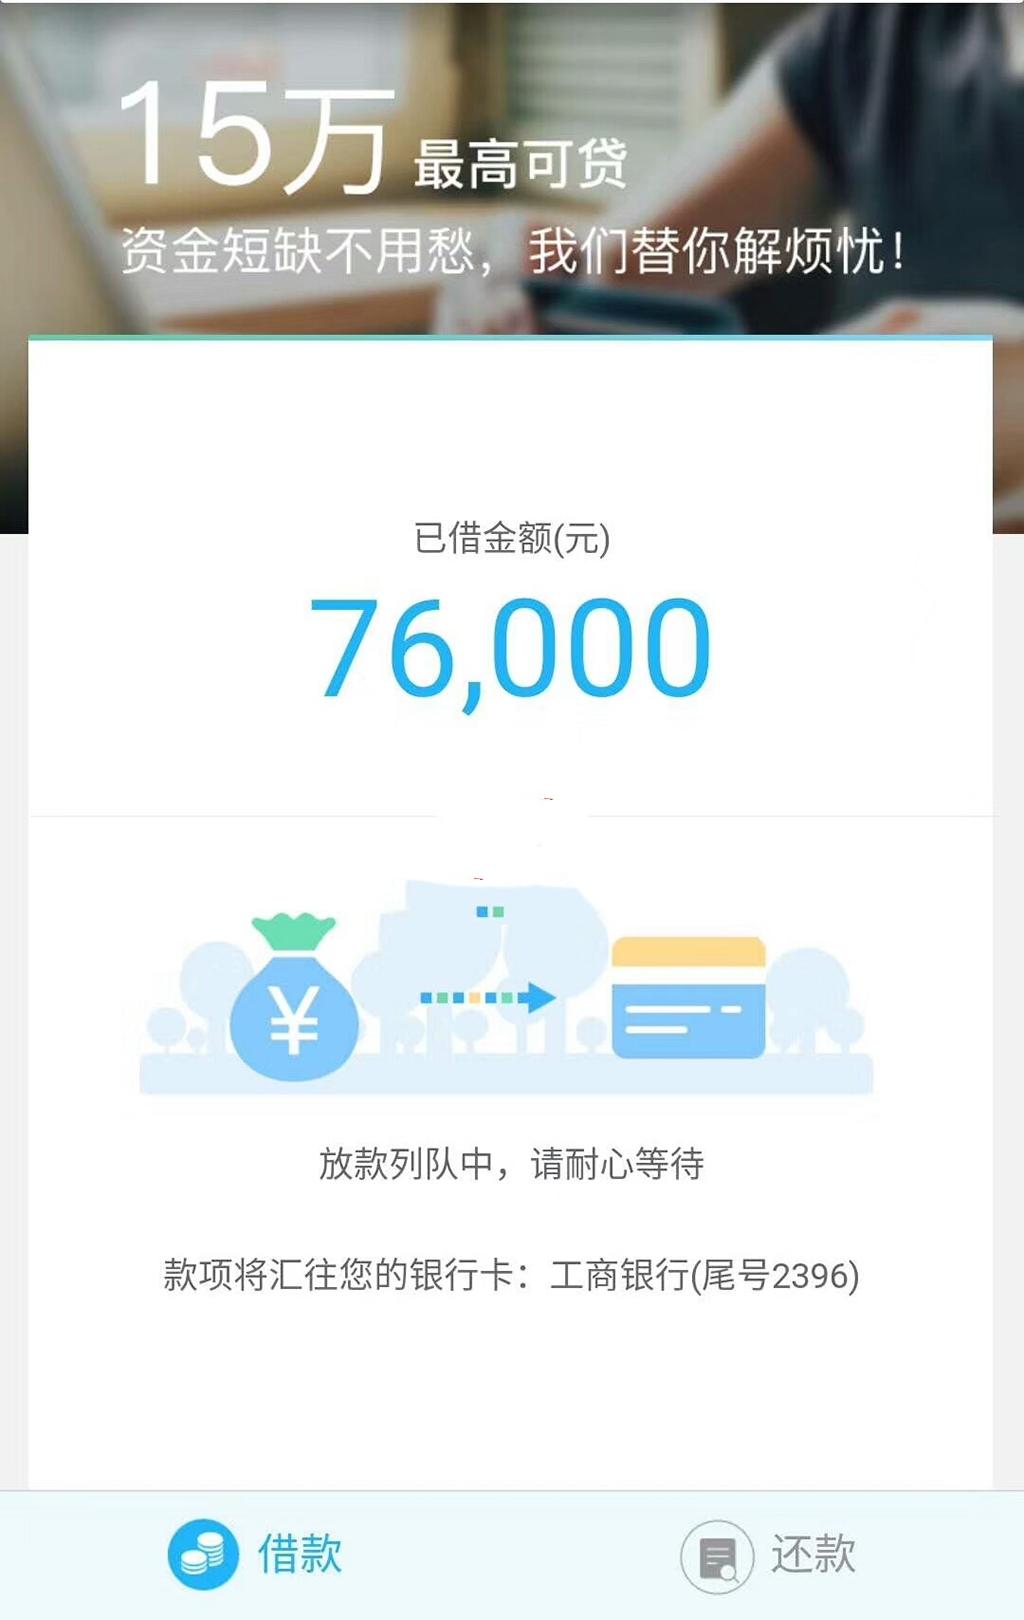 15万 最高可贷
资金短缺不用愁，我们替你解烦忧！
已借金额(元)
76,000
¥
放款列队中，请耐心等待
款项将汇往您的银行卡：工商银行(尾号2396)
借款
还款